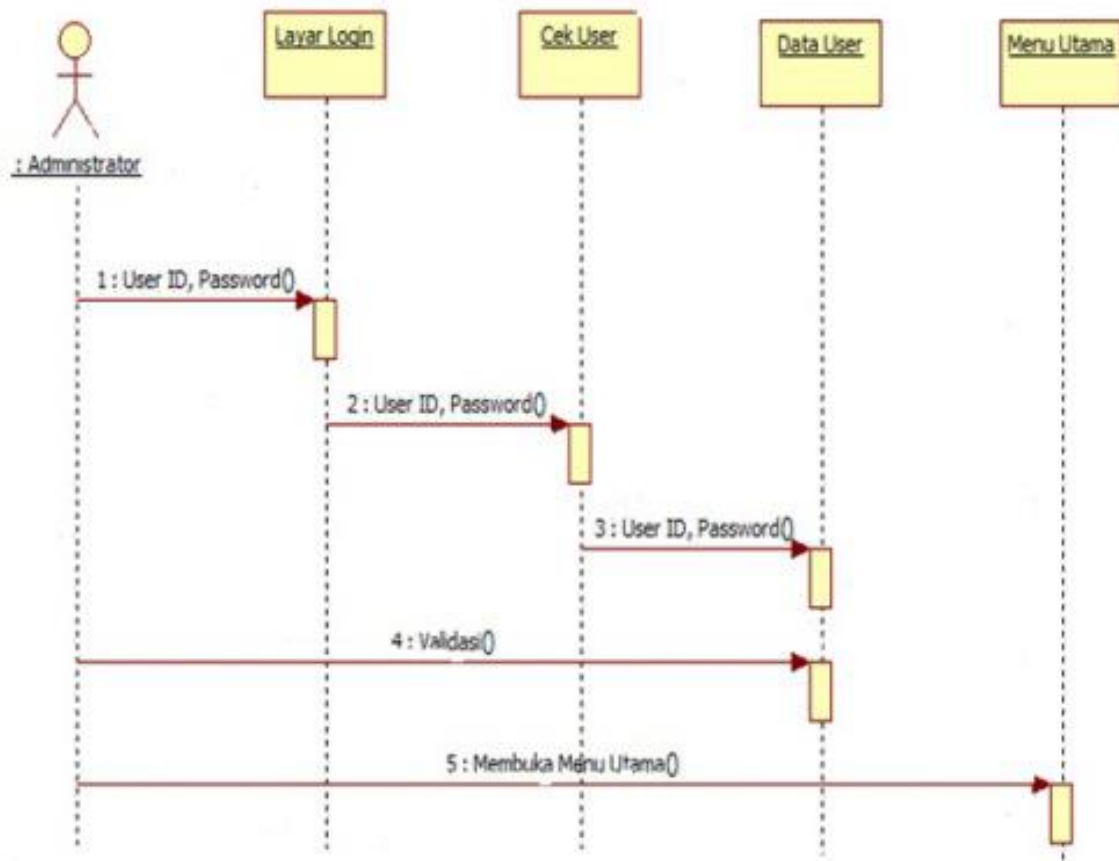 Layar Login
Cek User
Data User
Menu Utama
: Administrator
1 : User ID, Password()
2 : User ID, Password()
3 : User ID, Password()
4 : Validasi()
5 : Membuka Menu Utama()